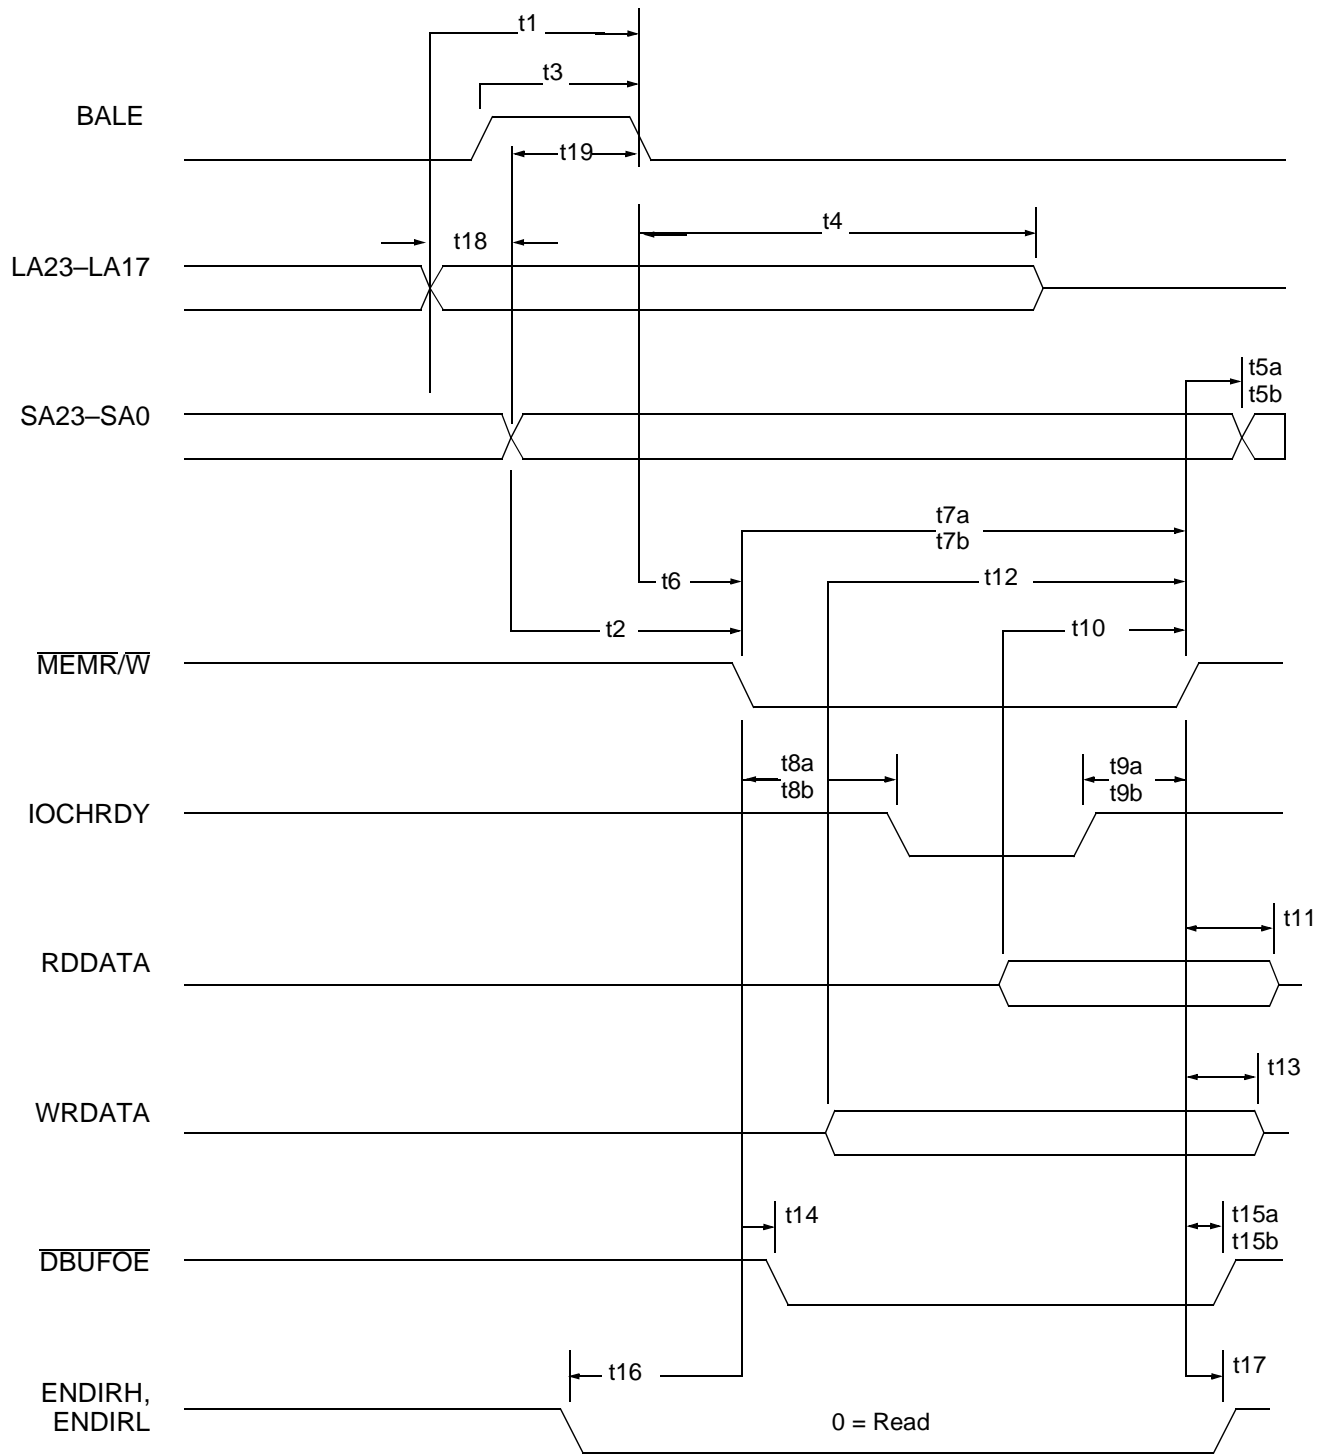 t1
t3
BALE
t19
t4
t18
LA23–LA17
t5a
t5b
SA23–SA0
t7a
t7b
t6
t12
t2
t10
MEMR/W
t8a
t8b
t9a
t9b
IOCHRDY
t11
RDDATA
t13
WRDATA
t14
t15a
t15b
DBUFOE
t16
t17
ENDIRH,
ENDIRL
0 = Read